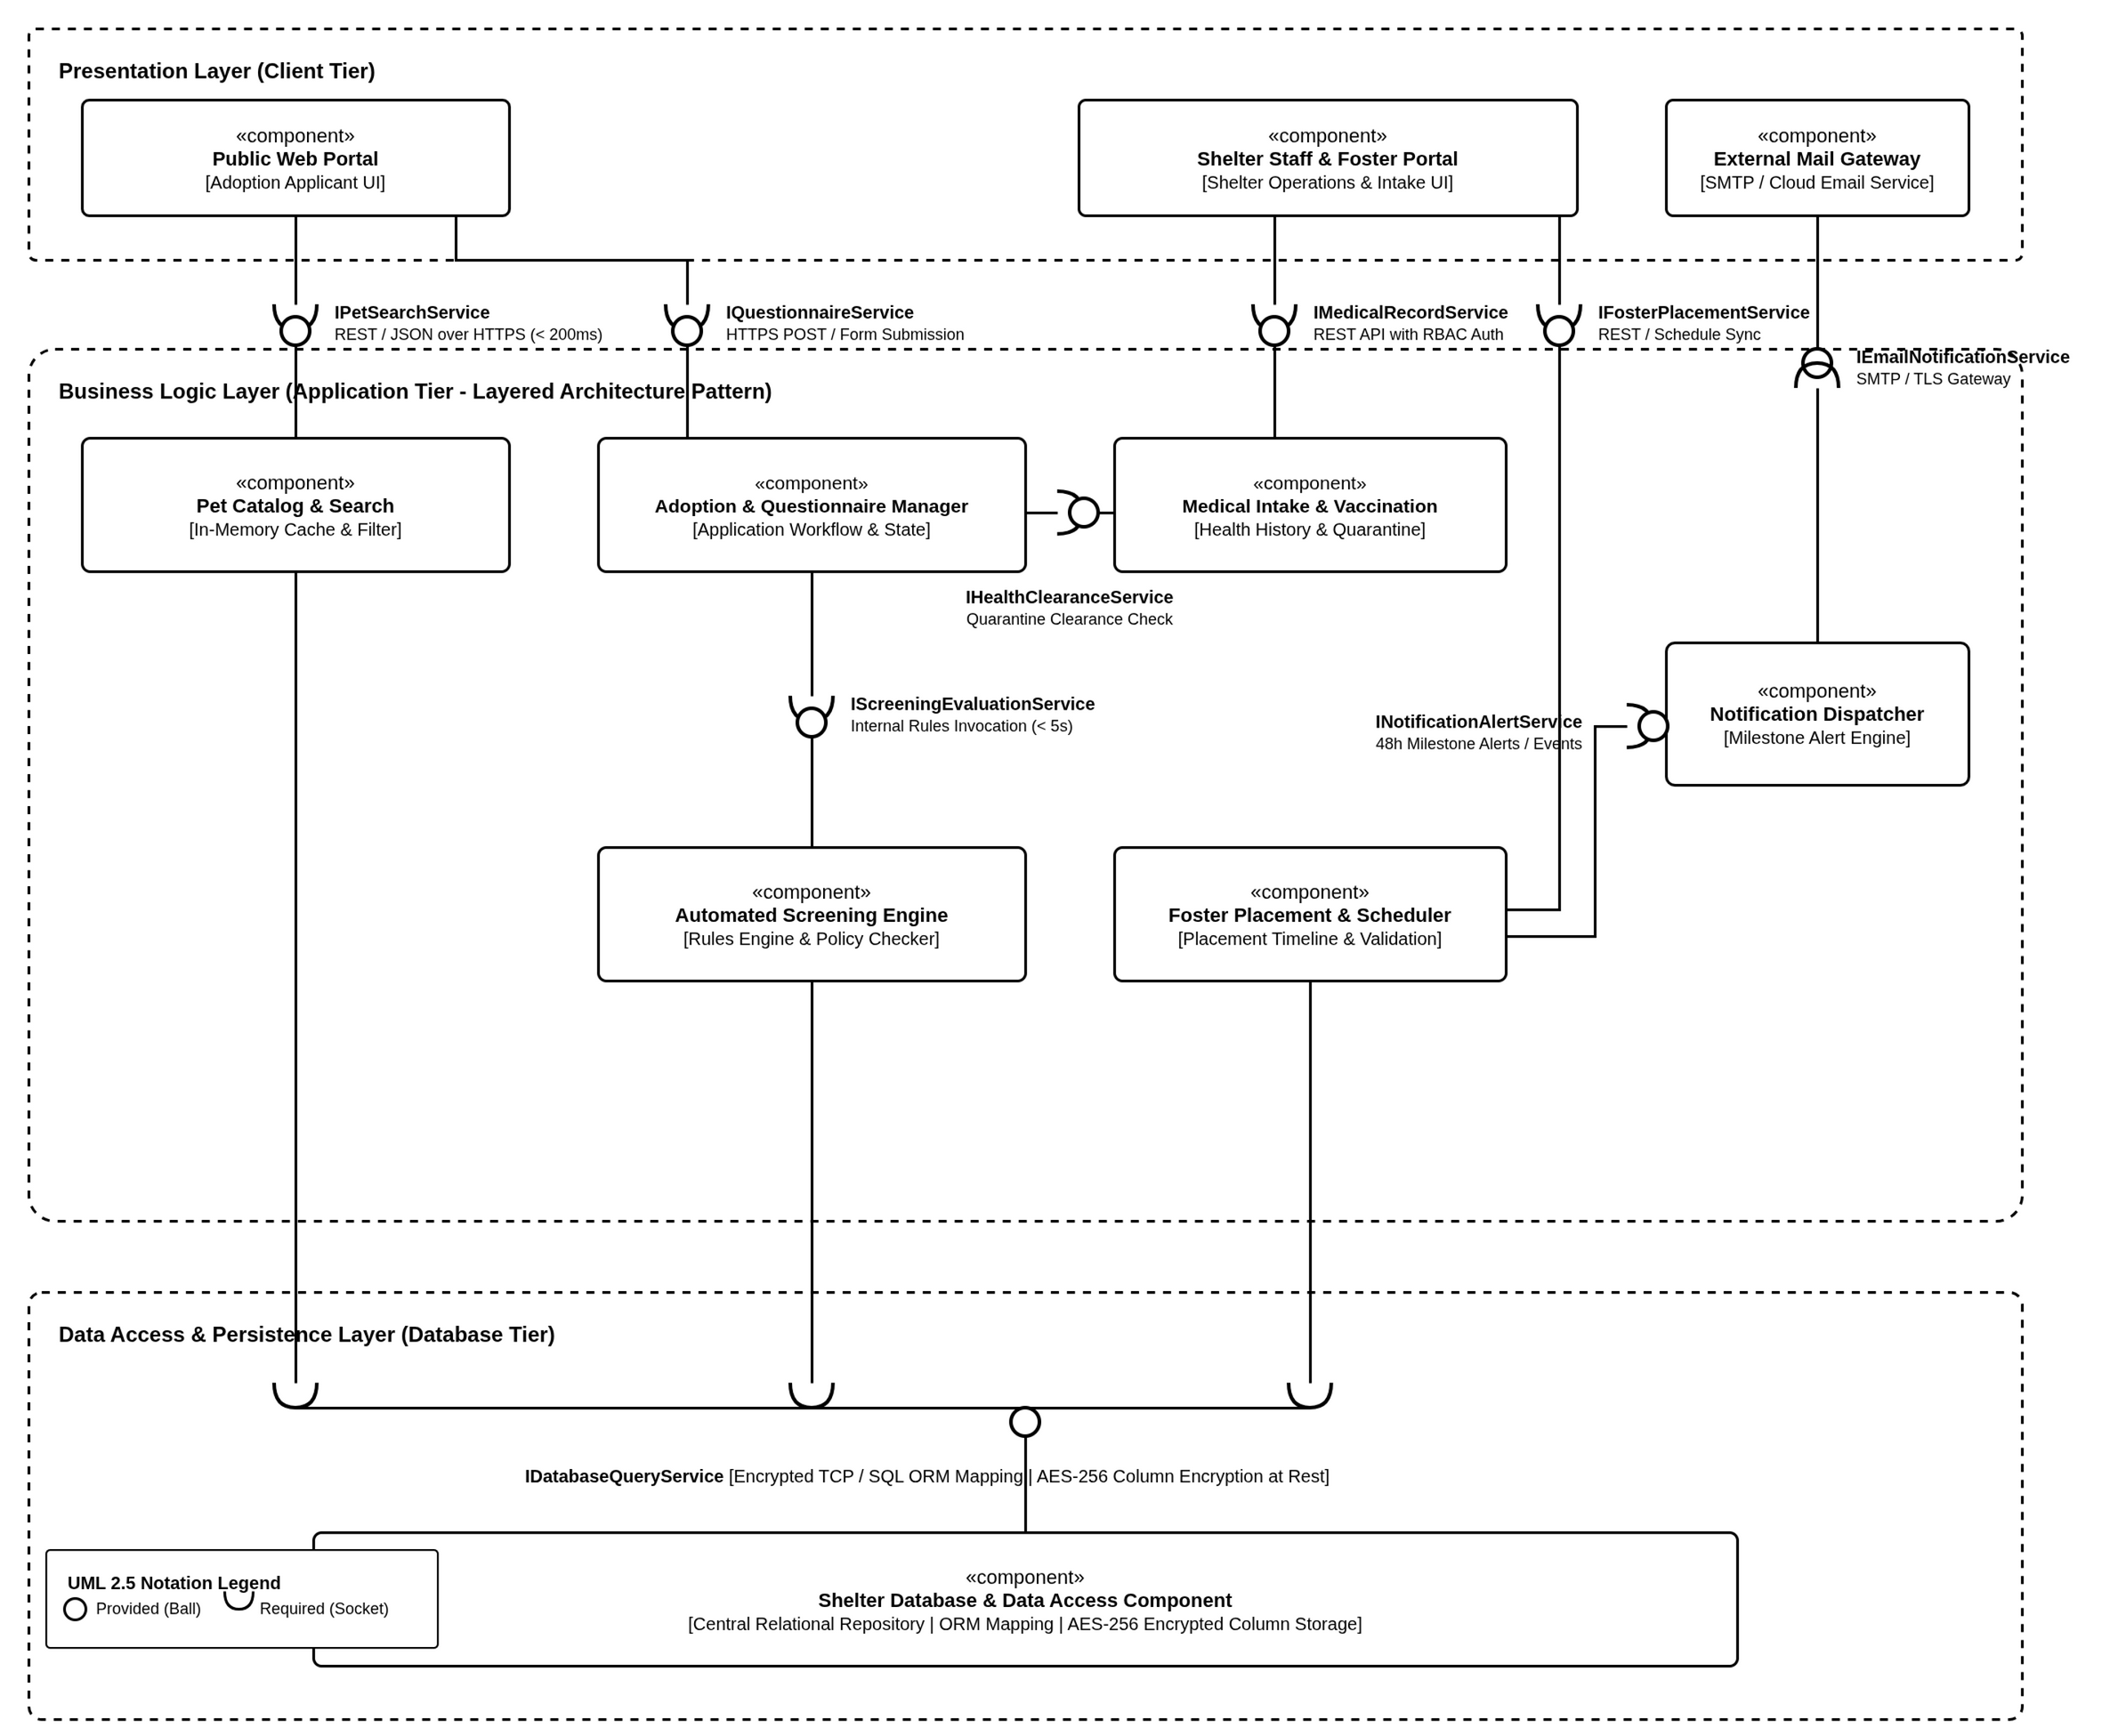 Presentation Layer (Client Tier)
«component»
Public Web Portal
[Adoption Applicant UI]
«component»
Shelter Staff & Foster Portal
[Shelter Operations & Intake UI]
«component»
External Mail Gateway
[SMTP / Cloud Email Service]
IPetSearchService
REST / JSON over HTTPS (< 200ms)
IQuestionnaireService
HTTPS POST / Form Submission
IMedicalRecordService
REST API with RBAC Auth
IFosterPlacementService
REST / Schedule Sync
IEmailNotificationService
SMTP / TLS Gateway
Business Logic Layer (Application Tier - Layered Architecture Pattern)
«component»
Pet Catalog & Search
[In-Memory Cache & Filter]
«component»
Adoption & Questionnaire Manager
[Application Workflow & State]
«component»
Medical Intake & Vaccination
[Health History & Quarantine]
IHealthClearanceService
Quarantine Clearance Check
IScreeningEvaluationService
Internal Rules Invocation (< 5s)
INotificationAlertService
48h Milestone Alerts / Events
«component»
Notification Dispatcher
[Milestone Alert Engine]
«component»
Automated Screening Engine
[Rules Engine & Policy Checker]
«component»
Foster Placement & Scheduler
[Placement Timeline & Validation]
Data Access & Persistence Layer (Database Tier)
IDatabaseQueryService [Encrypted TCP / SQL ORM Mapping | AES-256 Column Encryption at Rest]
UML 2.5 Notation Legend
Provided (Ball)
Required (Socket)
«component»
Shelter Database & Data Access Component
[Central Relational Repository | ORM Mapping | AES-256 Encrypted Column Storage]